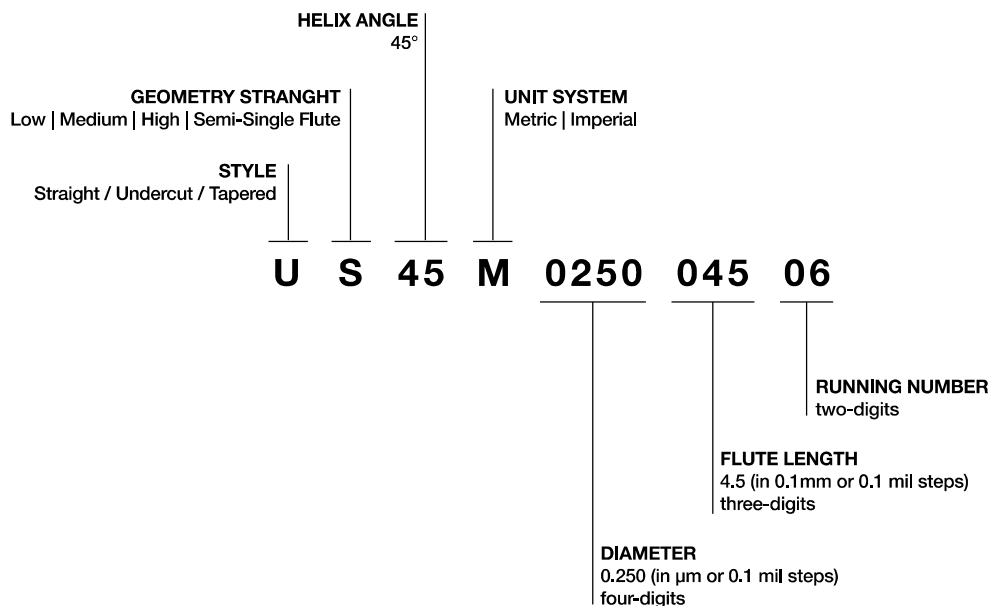 HELIX ANGLE
45°
GEOMETRY STRANGHT
Low | Medium | High | Semi-Single Flute
UNIT SYSTEM
Metric | Imperial
STYLE
Straight / Undercut / Tapered
U S 45 M 0250 045 06
RUNNING NUMBER
two-digits
FLUTE LENGTH
4.5 (in 0.1mm or 0.1 mil steps)
three-digits
DIAMETER
0.250 (in µm or 0.1 mil steps)
four-digits